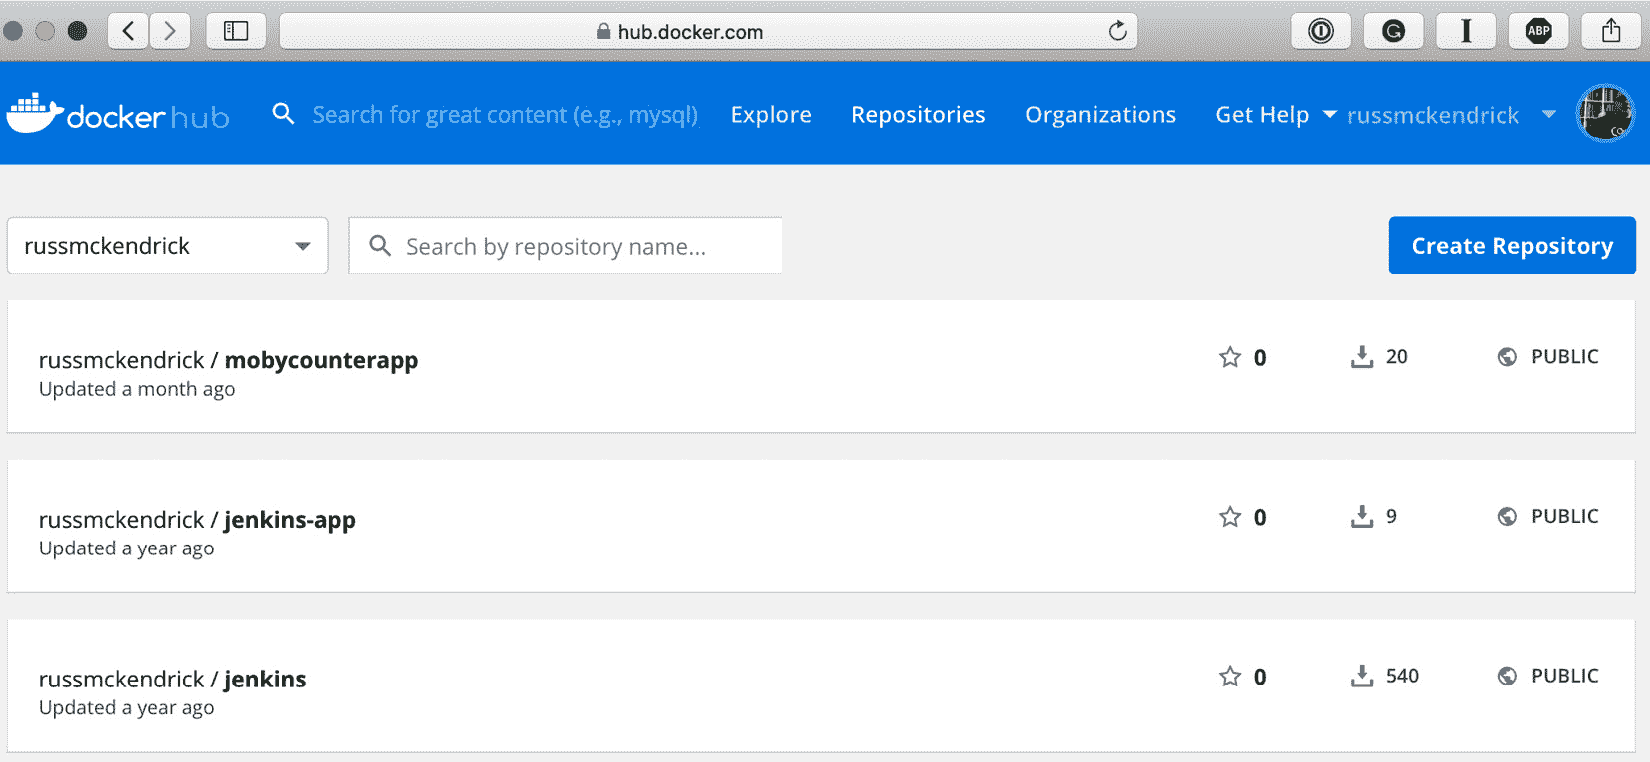 hub.docker.com
ABP
docker hub
Search for great content (e.g., mysql)
Explore
Repositories
Organizations
Get Help
russmckendrick
CO
russmckendrick
Search by repository name...
Create Repository
russmckendrick / mobycounterapp
0
20
PUBLIC
Updated a month ago
russmckendrick / jenkins-app
0
9
PUBLIC
Updated a year ago
russmckendrick / jenkins
0
540
PUBLIC
Updated a year ago